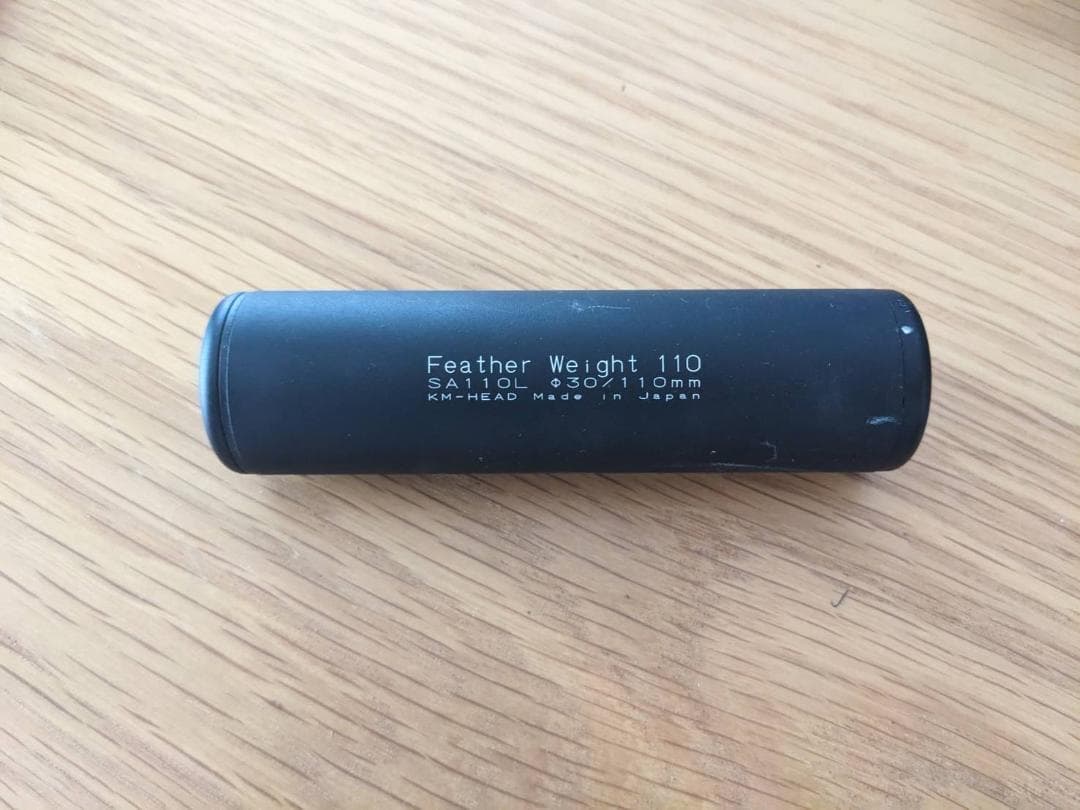 Feather Weight 110
SA110L Φ30/110mm
KM-HEAD Made in Japan